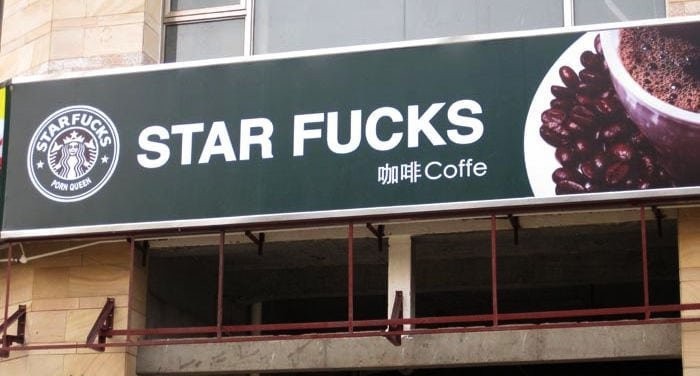 STARFUCKS
PORN QUEEN
STAR FUCKS
咖啡Coffe